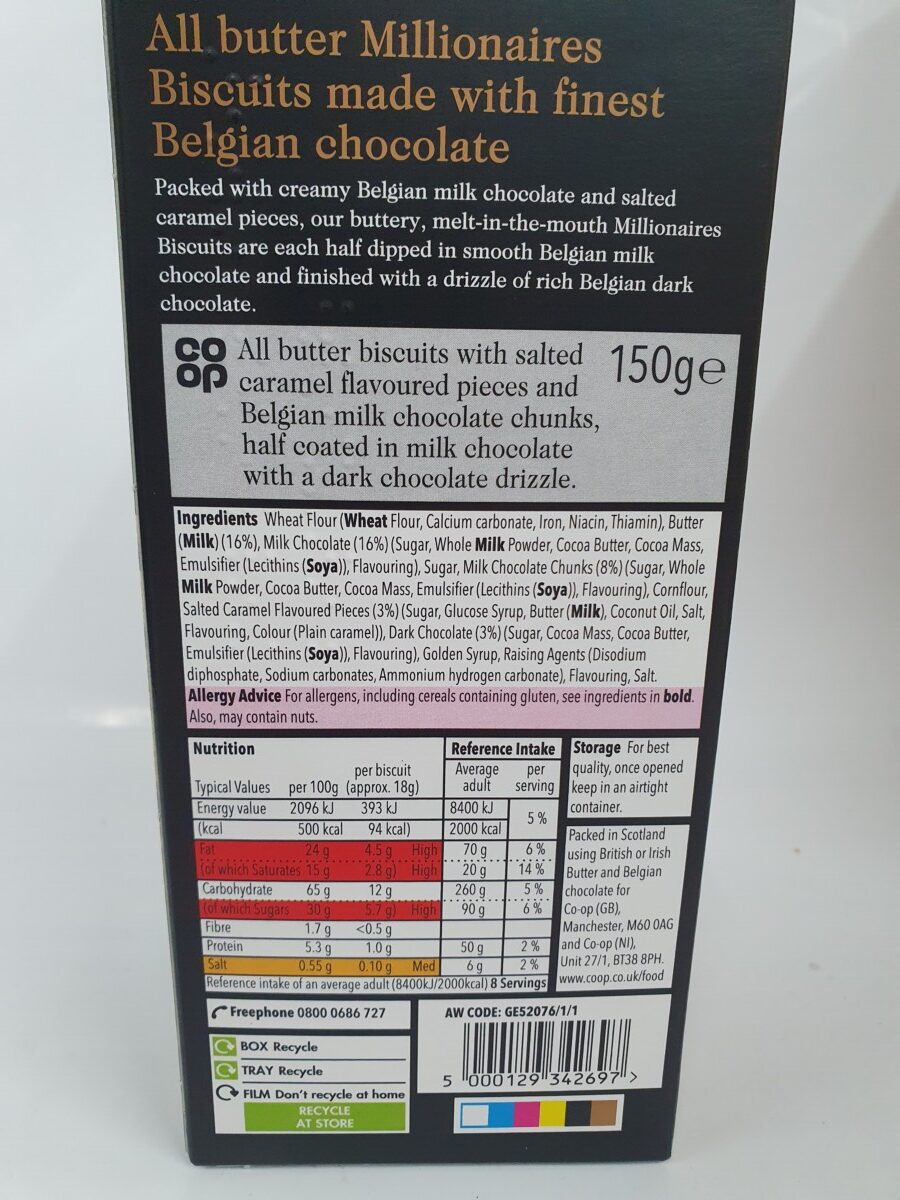 All butter Millionaires
Biscuits made with finest
Belgian chocolate
Packed with creamy Belgian milk chocolate and salted
caramel pieces, our buttery, melt-in-the-mouth Millionaires
Biscuits are each half dipped in smooth Belgian milk
chocolate and finished with a drizzle of rich Belgian dark
chocolate.
CO
OP
All butter biscuits with salted
caramel flavoured pieces and
Belgian milk chocolate chunks,
half coated in milk chocolate
with a dark chocolate drizzle.
150g℮
Ingredients Wheat Flour (Wheat Flour, Calcium carbonate, Iron, Niacin, Thiamin), Butter
(Milk) (16%), Milk Chocolate (16%) (Sugar, Whole Milk Powder, Cocoa Butter, Cocoa Mass,
Emulsifier (Lecithins (Soya)), Flavouring), Sugar, Milk Chocolate Chunks (8%) (Sugar, Whole
Milk Powder, Cocoa Butter, Cocoa Mass, Emulsifier (Lecithins (Soya)), Flavouring), Cornflour,
Salted Caramel Flavoured Pieces (3%) (Sugar, Glucose Syrup, Butter (Milk), Coconut Oil, Salt,
Flavouring, Colour (Plain caramel)), Dark Chocolate (3%) (Sugar, Cocoa Mass, Cocoa Butter,
Emulsifier (Lecithins (Soya)), Flavouring), Golden Syrup, Raising Agents (Disodium
diphosphate, Sodium carbonates, Ammonium hydrogen carbonate), Flavouring, Salt.
Allergy Advice For allergens, including cereals containing gluten, see ingredients in bold.
Also, may contain nuts.
Nutrition Reference Intake
Typical Values per 100g per biscuit (approx. 18g) Average adult per serving
Energy value 2096 kJ 393 kJ 8400 kJ 5%
(kcal 500 kcal 94 kcal) 2000 kcal
Fat 24 g 4.5 g High 70 g 6%
(of which Saturates 15 g 2.8 g) High 20 g 14%
Carbohydrate 65 g 12 g 260 g 5%
(of which Sugars 30 g 5.7 g) High 90 g 6%
Fibre 1.7 g <0.5 g
Protein 5.3 g 1.0 g 50 g 2%
Salt 0.55 g 0.10 g Med 6 g 2%
Reference intake of an average adult (8400kJ/2000kcal) 8 Servings
Storage For best
quality, once opened
keep in an airtight
container.
Packed in Scotland
using British or Irish
Butter and Belgian
chocolate for
Co-op (GB),
Manchester, M60 0AG
and Co-op (NI),
Unit 27/1, BT38 8PH.
www.coop.co.uk/food
Freephone 0800 0686 727
BOX Recycle
TRAY Recycle
FILM Don't recycle at home
RECYCLE
AT STORE
AW CODE: GE52076/1/1
5 000129 342697 >